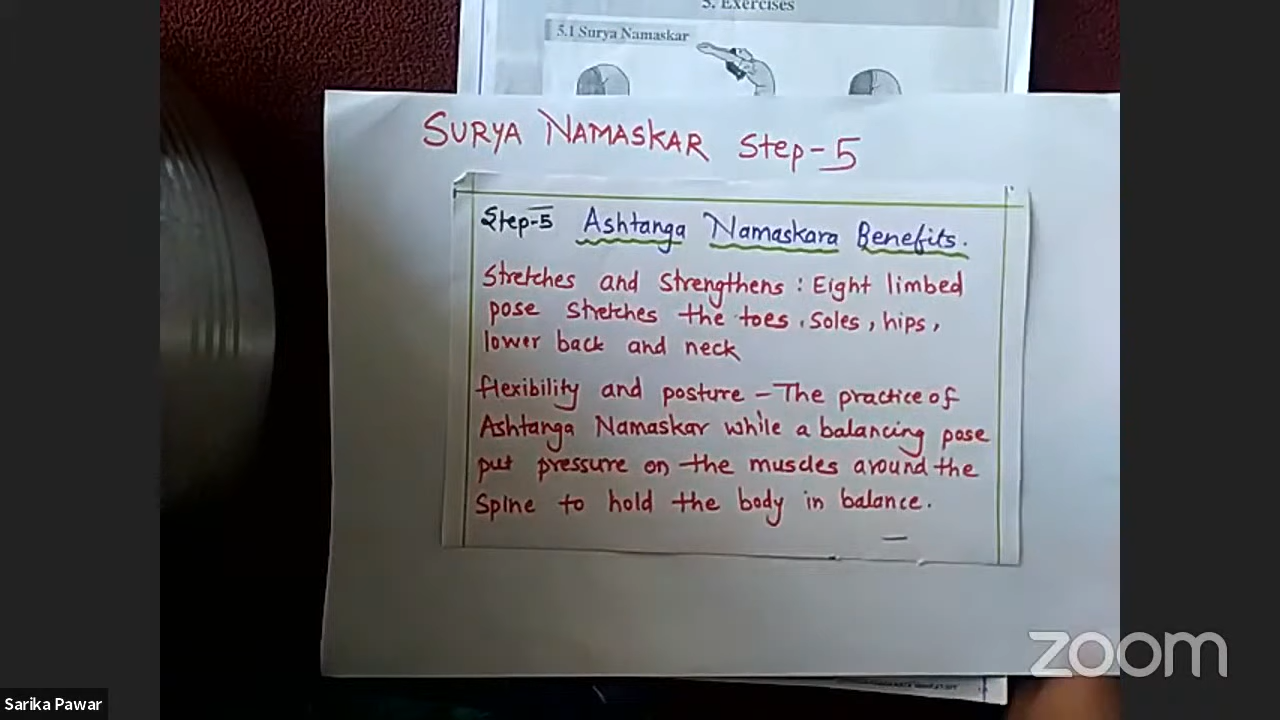 5. Exercises
5.1 Surya Namaskar
SURYA NAMASKAR Step-5
Step-5 Ashtanga Namaskara Benefits.
Stretches and Strengthens : Eight limbed
pose stretches the toes . Soles , hips ,
lower back and neck
flexibility and posture - The practice of
Ashtanga Namaskar while a balancing pose
put pressure on the muscles around the
Spine to hold the body in balance.
zoom
Sarika Pawar